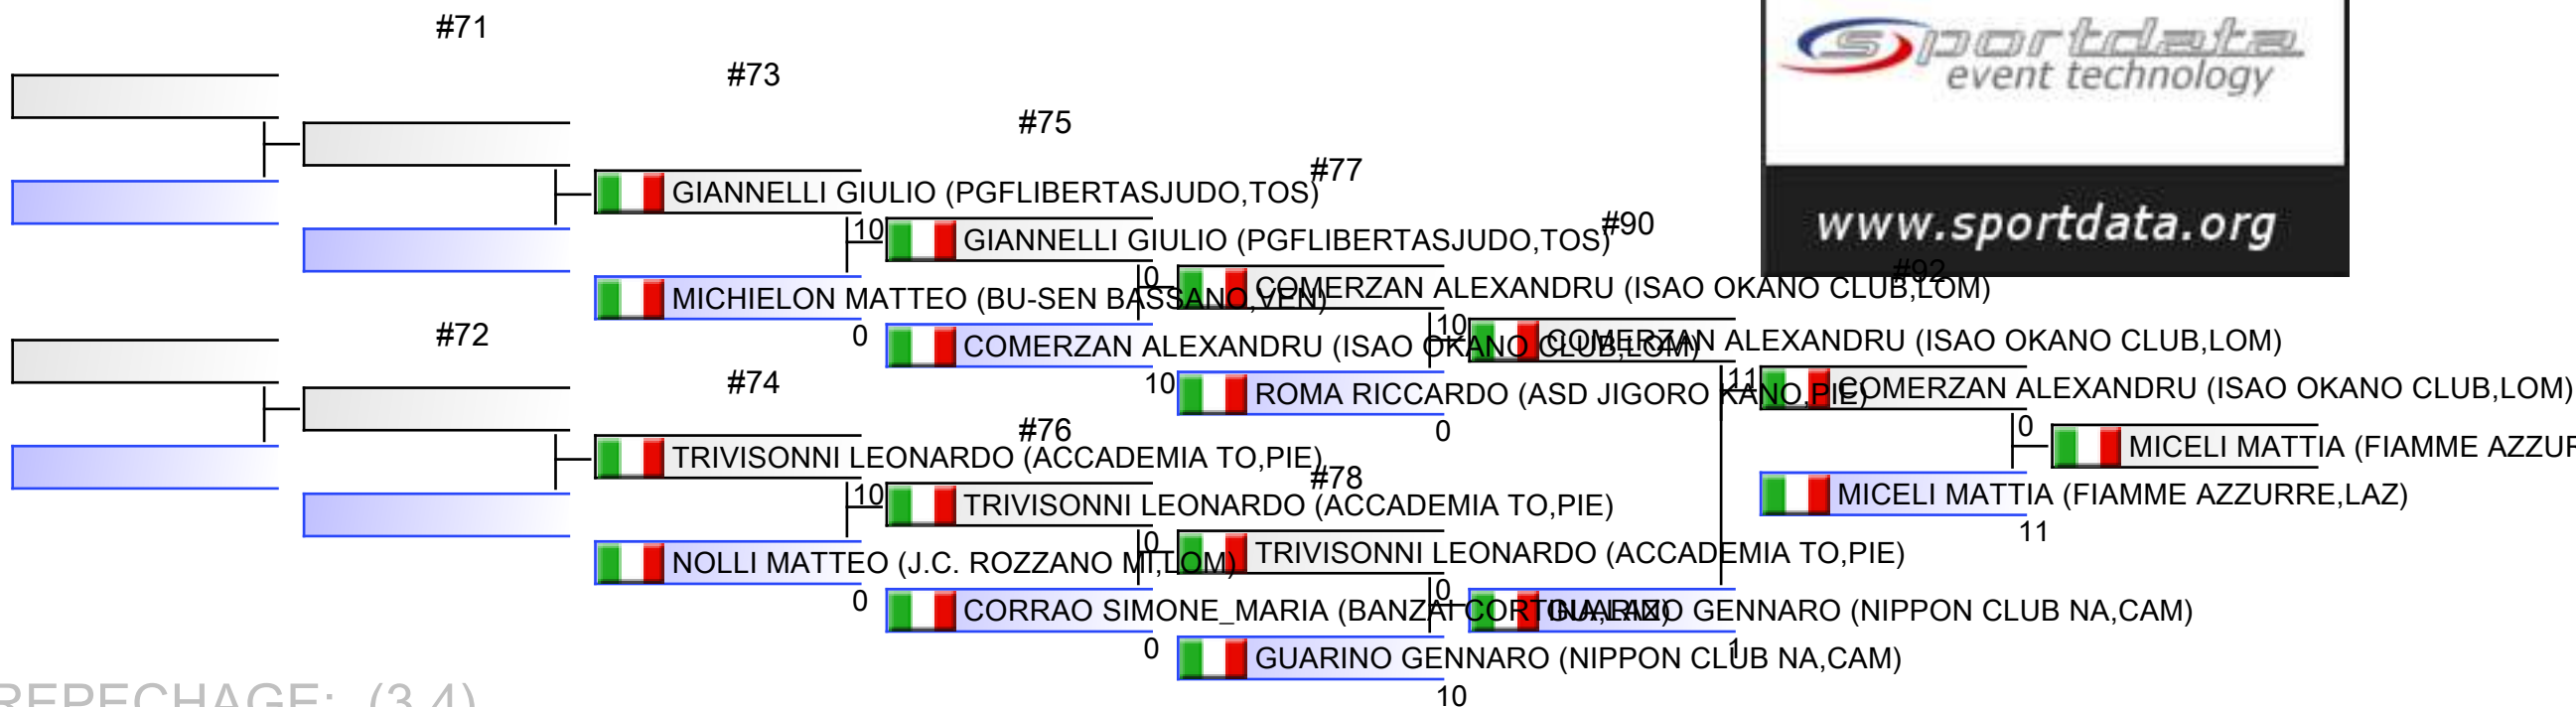 #71
sportdata
event technology
www.sportdata.org
#73
#75
#77
GIANNELLI GIULIO (PGFLIBERTASJUDO,TOS)
#90
10
GIANNELLI GIULIO (PGFLIBERTASJUDO,TOS)
#92
0
COMERZAN ALEXANDRU (ISAO OKANO CLUB,LOM)
MICHIELON MATTEO (BU-SEN BASSANO,VEN)
0
#72
10
COMERZAN ALEXANDRU (ISAO OKANO CLUB,LOM)
COMERZAN ALEXANDRU (ISAO OKANO CLUB,LOM)
10
#74
11
COMERZAN ALEXANDRU (ISAO OKANO CLUB,LOM)
ROMA RICCARDO (ASD JIGORO KANO,PIE)
0
#76
0
MICELI MATTIA (FIAMME AZZUR
TRIVISONNI LEONARDO (ACCADEMIA TO,PIE)
#78
10
TRIVISONNI LEONARDO (ACCADEMIA TO,PIE)
MICELI MATTIA (FIAMME AZZURRE,LAZ)
11
0
TRIVISONNI LEONARDO (ACCADEMIA TO,PIE)
NOLLI MATTEO (J.C. ROZZANO MI,LOM)
0
0
CORRAO SIMONE_MARIA (BANZAI CORTINA,LAZ)
GUARINO GENNARO (NIPPON CLUB NA,CAM)
0
1
GUARINO GENNARO (NIPPON CLUB NA,CAM)
10
REPECHAGE: (3,4)